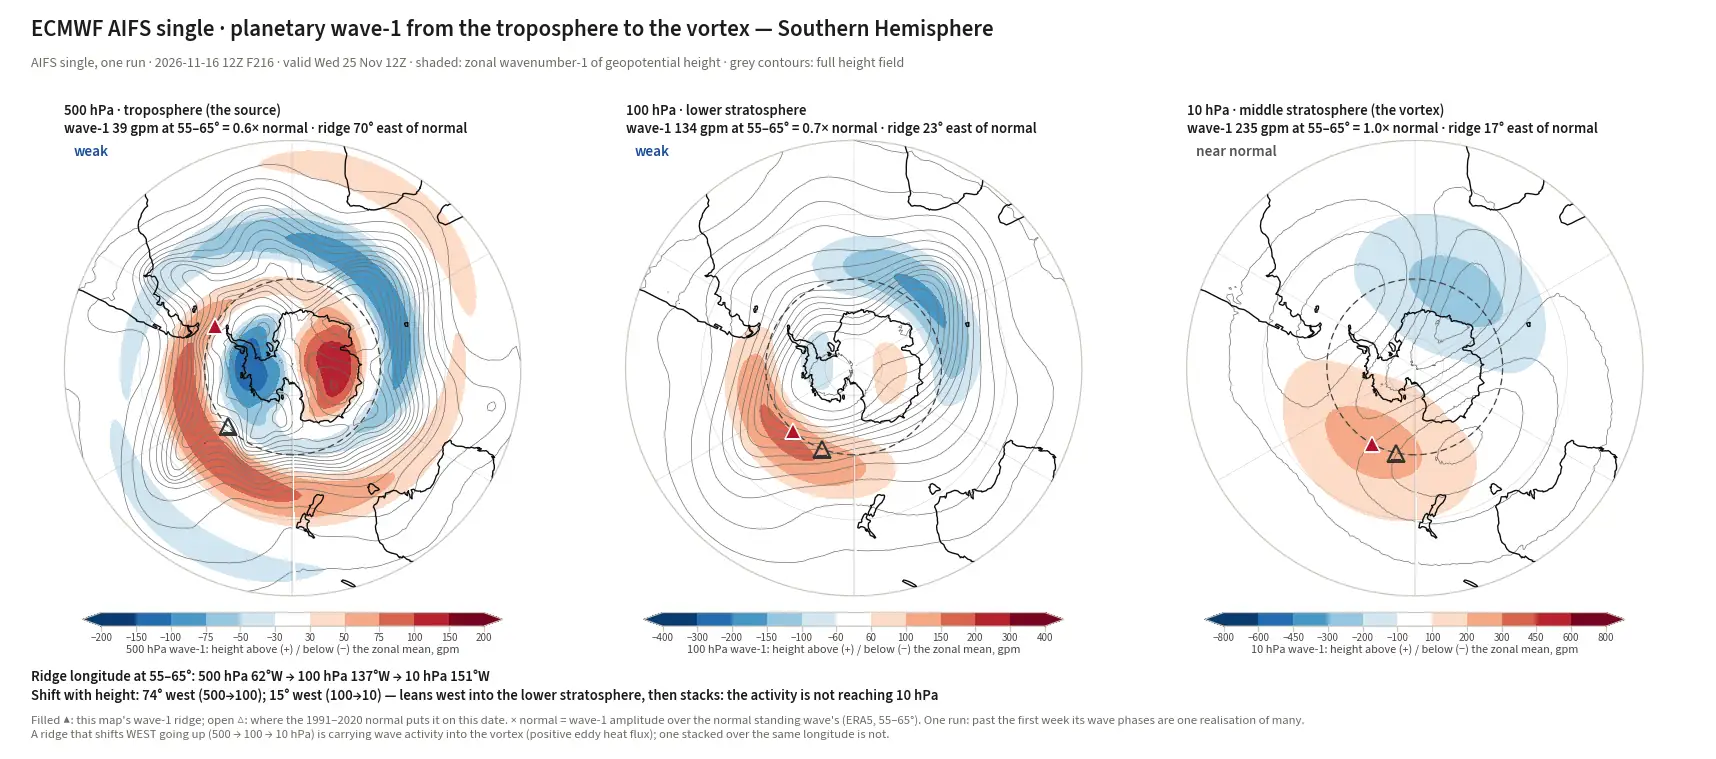 ECMWF AIFS single · planetary wave-1 from the troposphere to the vortex — Southern Hemisphere
AIFS single, one run · 2026-11-16 12Z F216 · valid Wed 25 Nov 12Z · shaded: zonal wavenumber-1 of geopotential height · grey contours: full height field
500 hPa · troposphere (the source)
wave-1 39 gpm at 55–65° = 0.6× normal · ridge 70° east of normal
weak
100 hPa · lower stratosphere
wave-1 134 gpm at 55–65° = 0.7× normal · ridge 23° east of normal
weak
10 hPa · middle stratosphere (the vortex)
wave-1 235 gpm at 55–65° = 1.0× normal · ridge 17° east of normal
near normal
−200 −150 −100 −75 −50 −30 30 50 75 100 150 200
500 hPa wave-1: height above (+) / below (−) the zonal mean, gpm
−400 −300 −200 −150 −100 −60 60 100 150 200 300 400
100 hPa wave-1: height above (+) / below (−) the zonal mean, gpm
−800 −600 −450 −300 −200 −100 100 200 300 450 600 800
10 hPa wave-1: height above (+) / below (−) the zonal mean, gpm
Ridge longitude at 55–65°: 500 hPa 62°W → 100 hPa 137°W → 10 hPa 151°W
Shift with height: 74° west (500→100); 15° west (100→10) — leans west into the lower stratosphere, then stacks: the activity is not reaching 10 hPa
Filled ▲: this map's wave-1 ridge; open △: where the 1991–2020 normal puts it on this date. × normal = wave-1 amplitude over the normal standing wave's (ERA5, 55–65°). One run: past the first week its wave phases are one realisation of many.
A ridge that shifts WEST going up (500 → 100 → 10 hPa) is carrying wave activity into the vortex (positive eddy heat flux); one stacked over the same longitude is not.